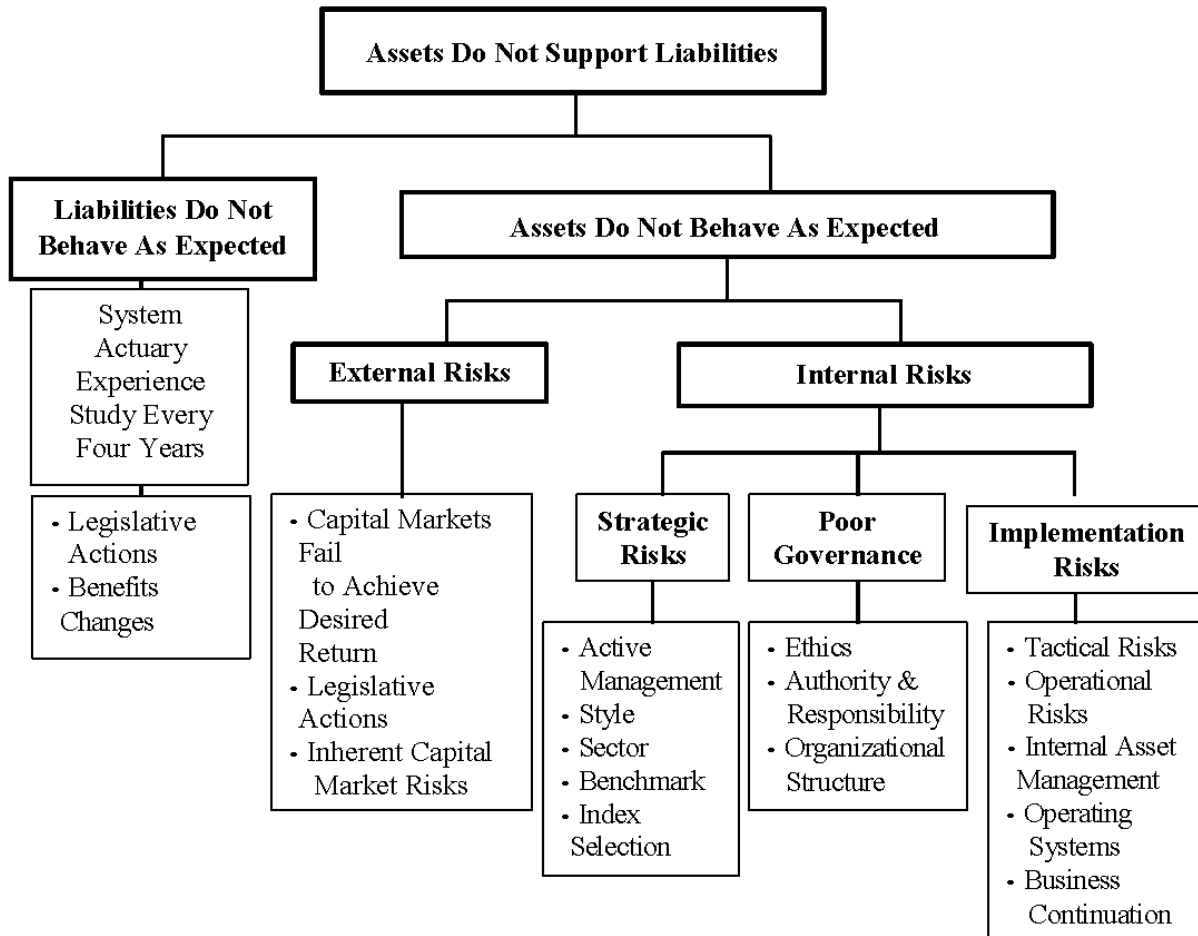 Assets Do Not Support Liabilities
Liabilities Do Not
Behave As Expected
Assets Do Not Behave As Expected
System
Actuary
Experience
Study Every
Four Years
• Legislative
Actions
• Benefits
Changes
External Risks
Internal Risks
• Capital Markets
Fail
to Achieve
Desired
Return
• Legislative
Actions
• Inherent Capital
Market Risks
Strategic
Risks
Poor
Governance
Implementation
Risks
• Active
Management
• Style
• Sector
• Benchmark
• Index
Selection
• Ethics
• Authority &
Responsibility
• Organizational
Structure
• Tactical Risks
• Operational
Risks
• Internal Asset
Management
• Operating
Systems
• Business
Continuation